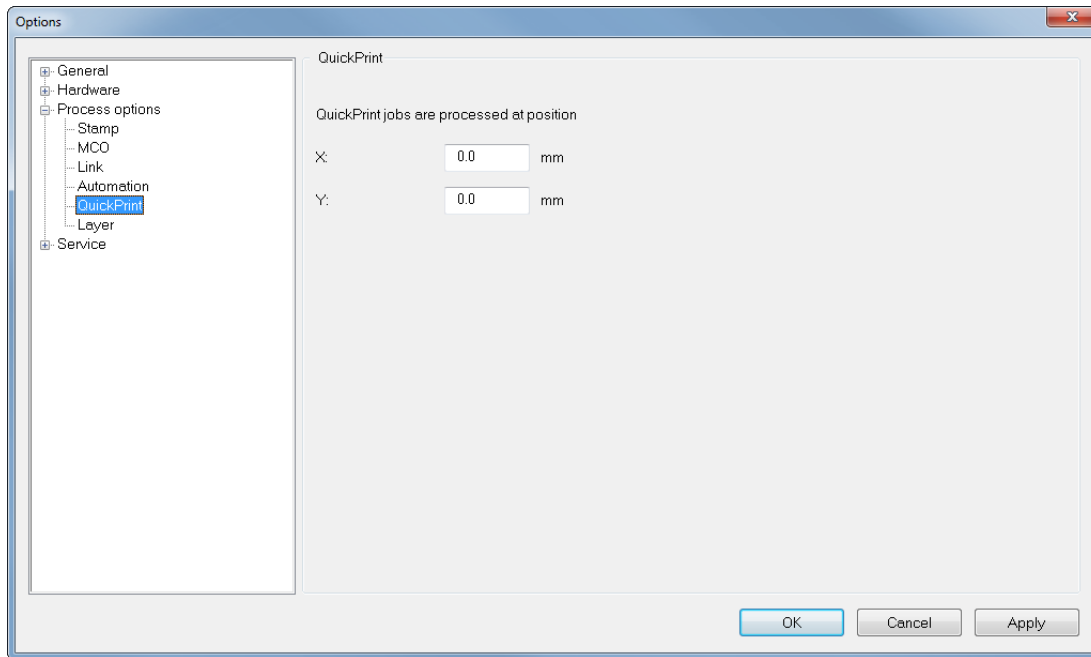 Options
General
Hardware
Process options
Stamp
MCO
Link
Automation
QuickPrint
Layer
Service
QuickPrint
QuickPrint jobs are processed at position
X: 0.0 mm
Y: 0.0 mm
OK Cancel Apply